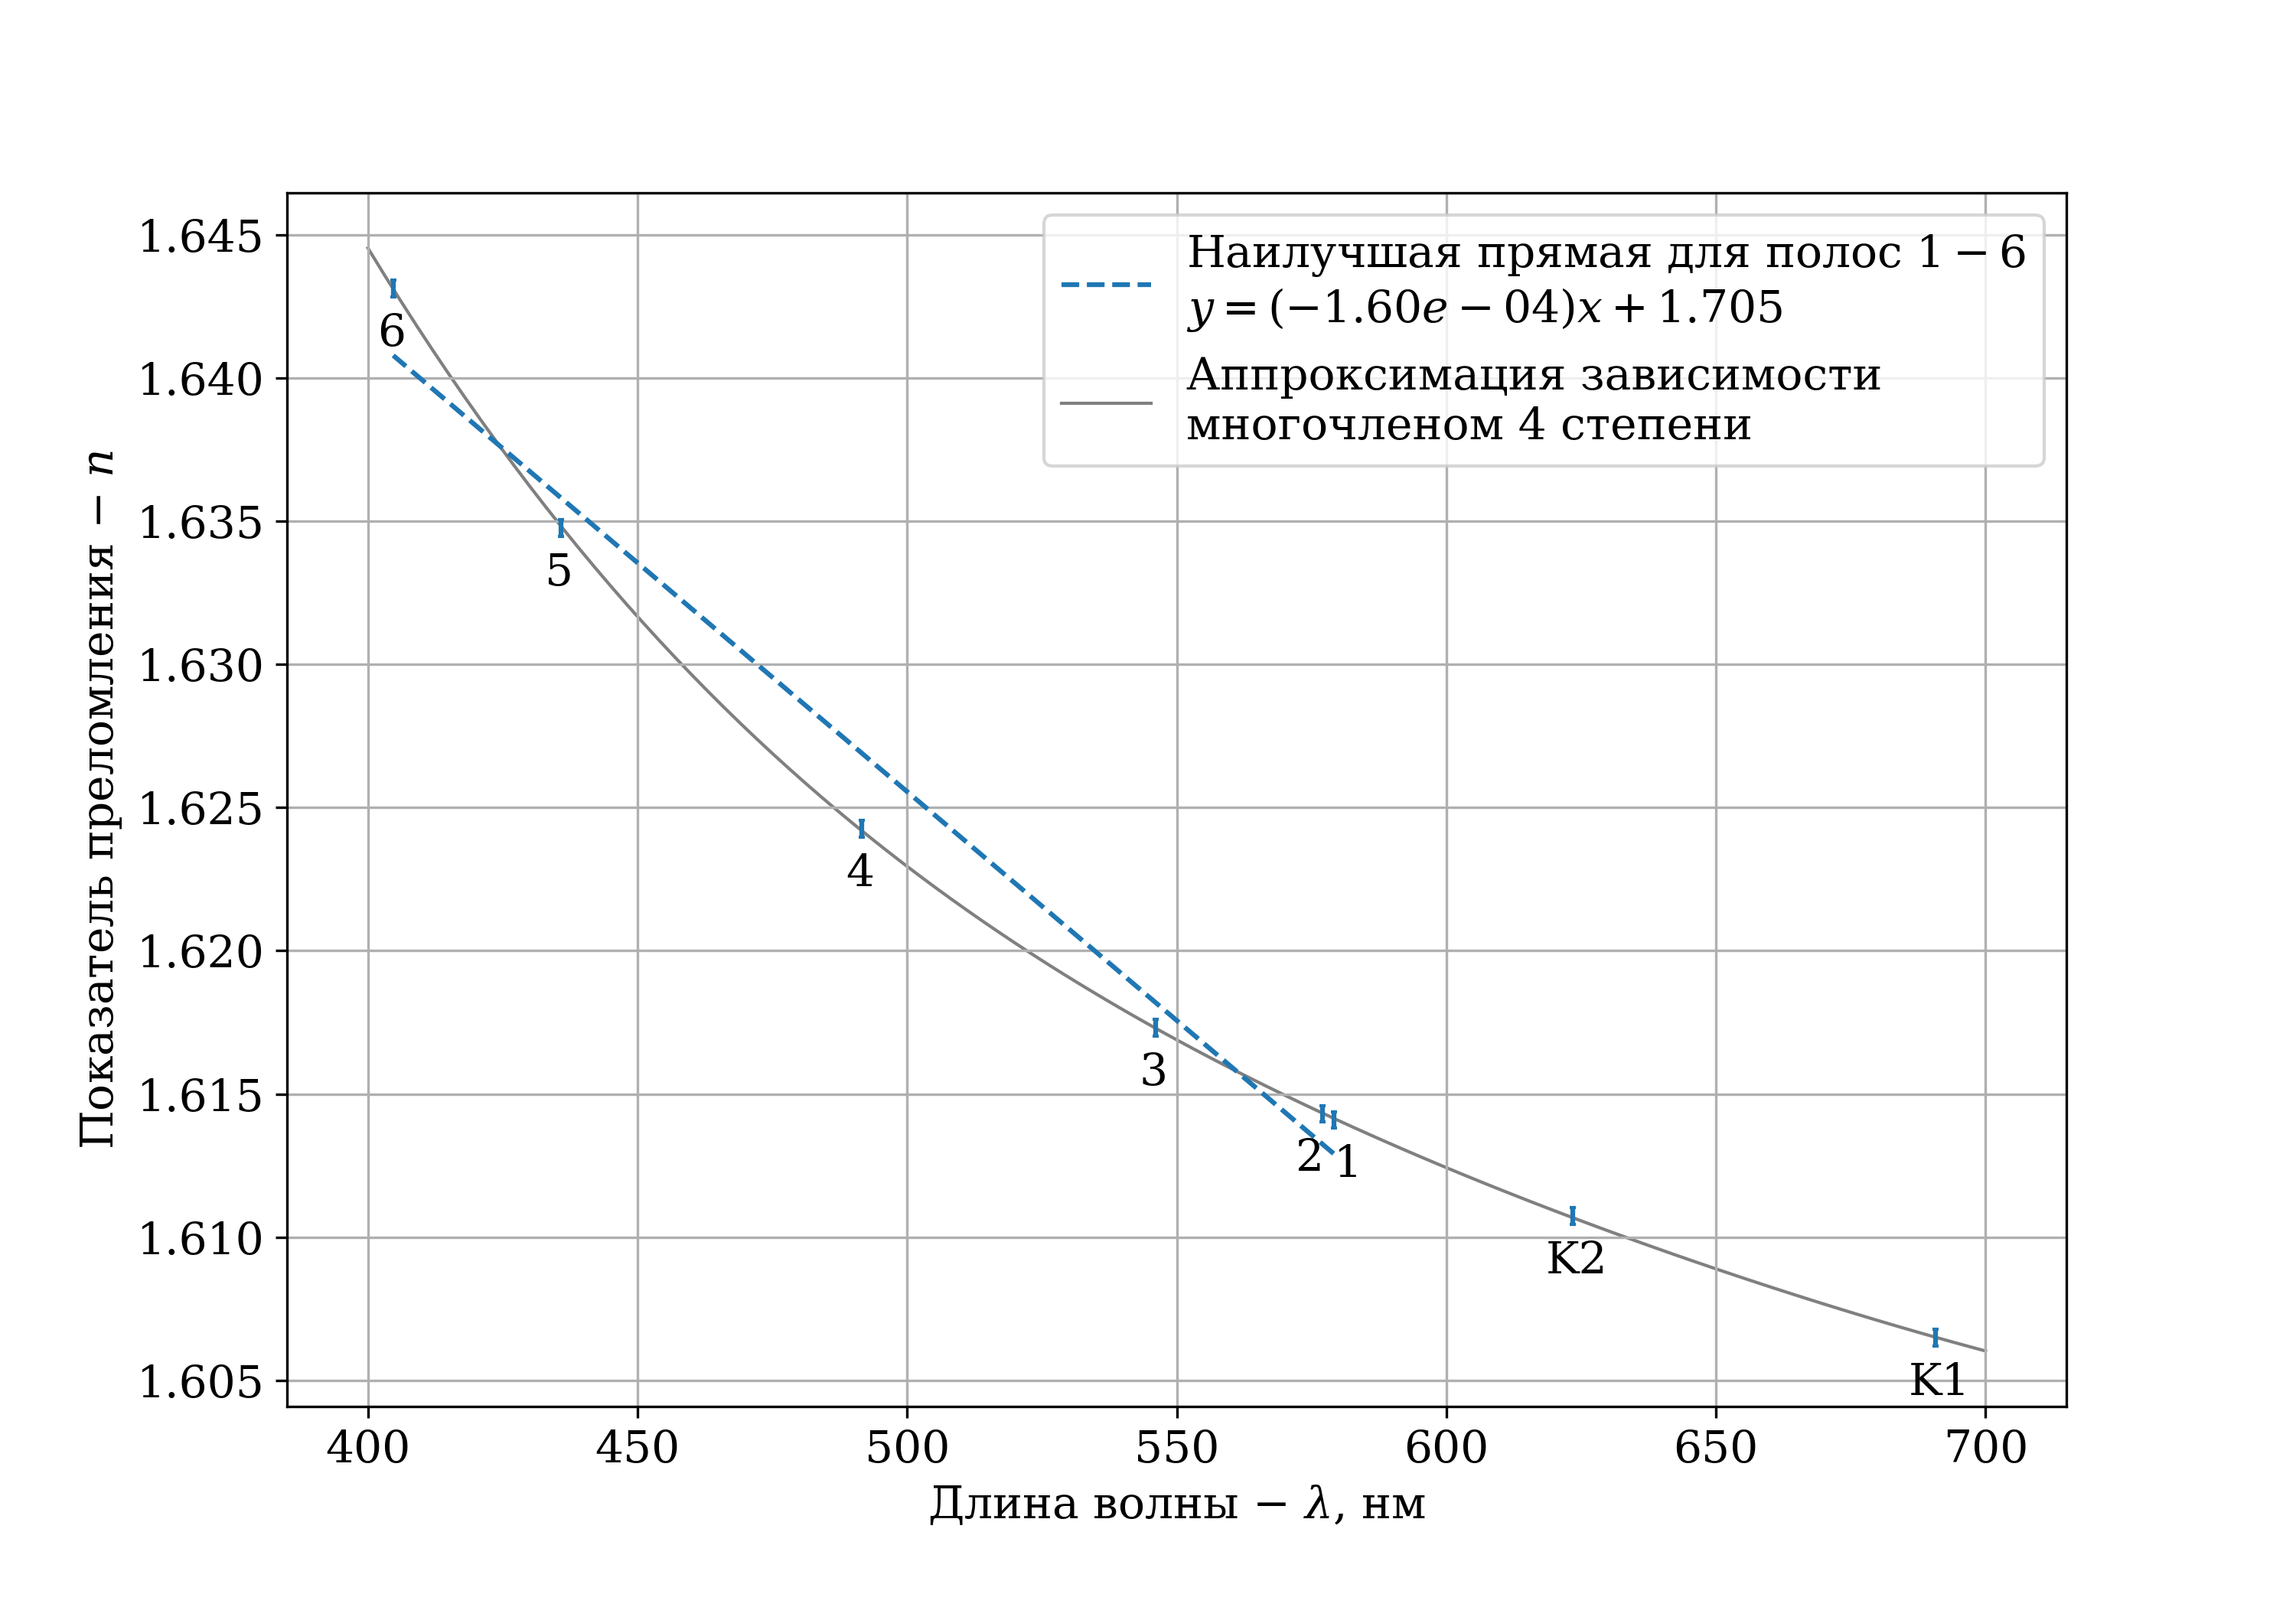 Наилучшая прямая для полос 1 − 6
y = (−1.60e − 04)x + 1.705
Аппроксимация зависимости
многочленом 4 степени
Показатель преломления − n
1.645
1.640
1.635
1.630
1.625
1.620
1.615
1.610
1.605
6
5
4
3
2
1
K2
K1
400 450 500 550 600 650 700
Длина волны − λ, нм